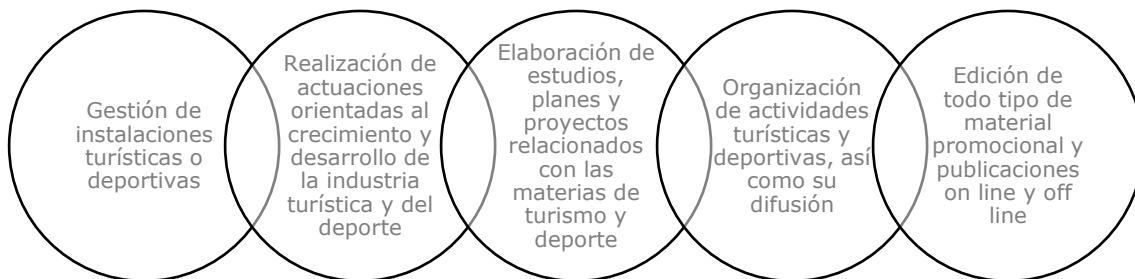 Gestión de
instalaciones
turísticas o
deportivas
Realización de
actuaciones
orientadas al
crecimiento y
desarrollo de
la industria
turística y del
deporte
Elaboración de
estudios,
planes y
proyectos
relacionados
con las
materias de
turismo y
deporte
Organización
de actividades
turísticas y
deportivas, así
como su
difusión
Edición de
todo tipo de
material
promocional y
publicaciones
on line y off
line